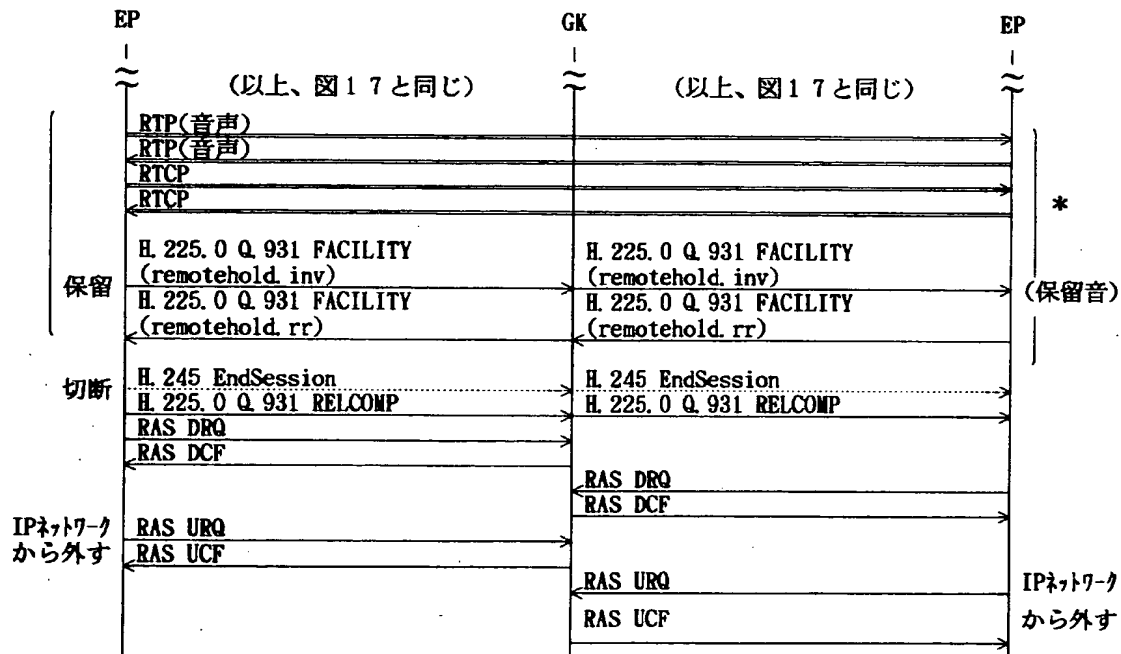 EP GK EP
(以上、図17と同じ) (以上、図17と同じ)
RTP(音声)
RTP(音声)
RTCP
RTCP
*
H.225.0 Q.931 FACILITY H.225.0 Q.931 FACILITY
保留 (remotehold.inv) (remotehold.inv) (保留音)
H.225.0 Q.931 FACILITY H.225.0 Q.931 FACILITY
(remotehold.rr) (remotehold.rr)
切断 H.245 EndSession H.245 EndSession
H.225.0 Q.931 RELCOMP H.225.0 Q.931 RELCOMP
RAS DRQ
RAS DCF
RAS DRQ
RAS DCF
IPネットワーク RAS URQ
から外す RAS UCF
RAS URQ IPネットワーク
RAS UCF から外す